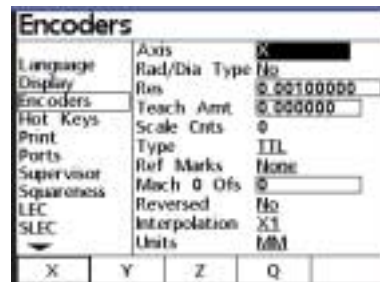 Encoders
Language
Display
Encoders
Hot Keys
Print
Ports
Supervisor
Squareness
LEC
SLEC
Axis X
Rad/Dia Type No
Res 0.00100000
Teach Amt 0.000000
Scale Cnts 0
Type TTL
Ref Marks None
Mach 0 Ofs 0
Reversed No
Interpolation X1
Units MM
X Y Z Q